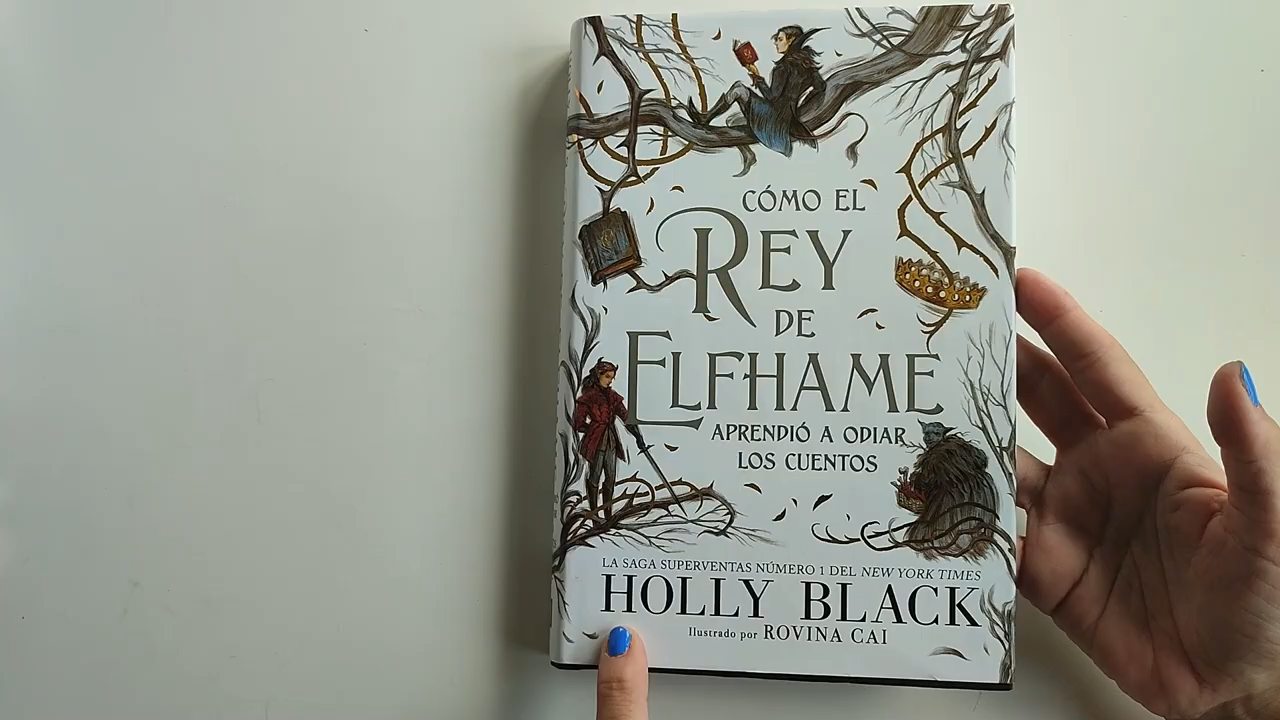 CÓMO EL
REY
DE
ELFHAME
APRENDIÓ A ODIAR
LOS CUENTOS
LA SAGA SUPERVENTAS NÚMERO 1 DEL NEW YORK TIMES
HOLLY BLACK
Ilustrado por ROVINA CAI